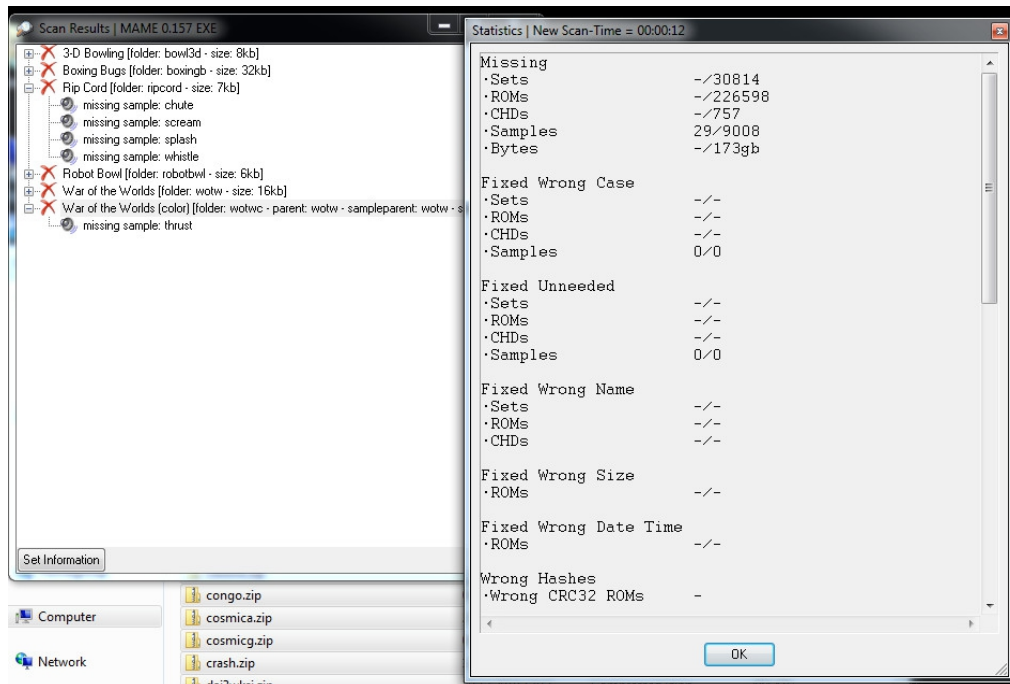 Scan Results | MAME 0.157 EXE
3-D Bowling [folder: bowl3d - size: 8kb]
Boxing Bugs [folder: boxingb - size: 32kb]
Rip Cord [folder: ripcord - size: 7kb]
missing sample: chute
missing sample: scream
missing sample: splash
missing sample: whistle
Robot Bowl [folder: robotbwl - size: 6kb]
War of the Worlds [folder: wotw - size: 16kb]
War of the Worlds (color) [folder: wotwc - parent: wotw - sampleparent: wotw - s
missing sample: thrust
Set Information
Computer
Network
congo.zip
cosmica.zip
cosmicg.zip
crash.zip
Statistics | New Scan-Time = 00:00:12
Missing
·Sets -/30814
·ROMs -/226598
·CHDs -/757
·Samples 29/9008
·Bytes -/173gb
Fixed Wrong Case
·Sets -/-
·ROMs -/-
·CHDs -/-
·Samples 0/0
Fixed Unneeded
·Sets -/-
·ROMs -/-
·CHDs -/-
·Samples 0/0
Fixed Wrong Name
·Sets -/-
·ROMs -/-
·CHDs -/-
Fixed Wrong Size
·ROMs -/-
Fixed Wrong Date Time
·ROMs -/-
Wrong Hashes
·Wrong CRC32 ROMs -
OK